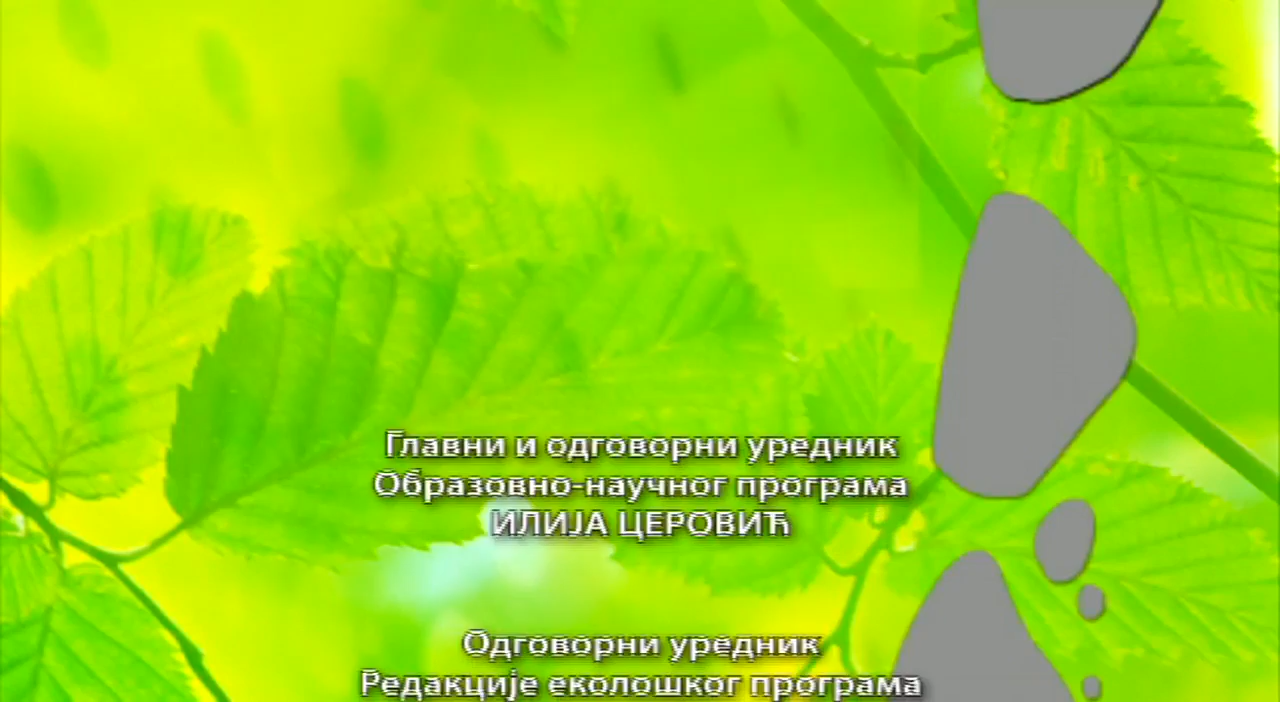 Главни и одговорни уредник
Образовно-научног програма
ИЛИЈА ЦЕРОВИЋ
Одговорни уредник
Редакције еколошког програма